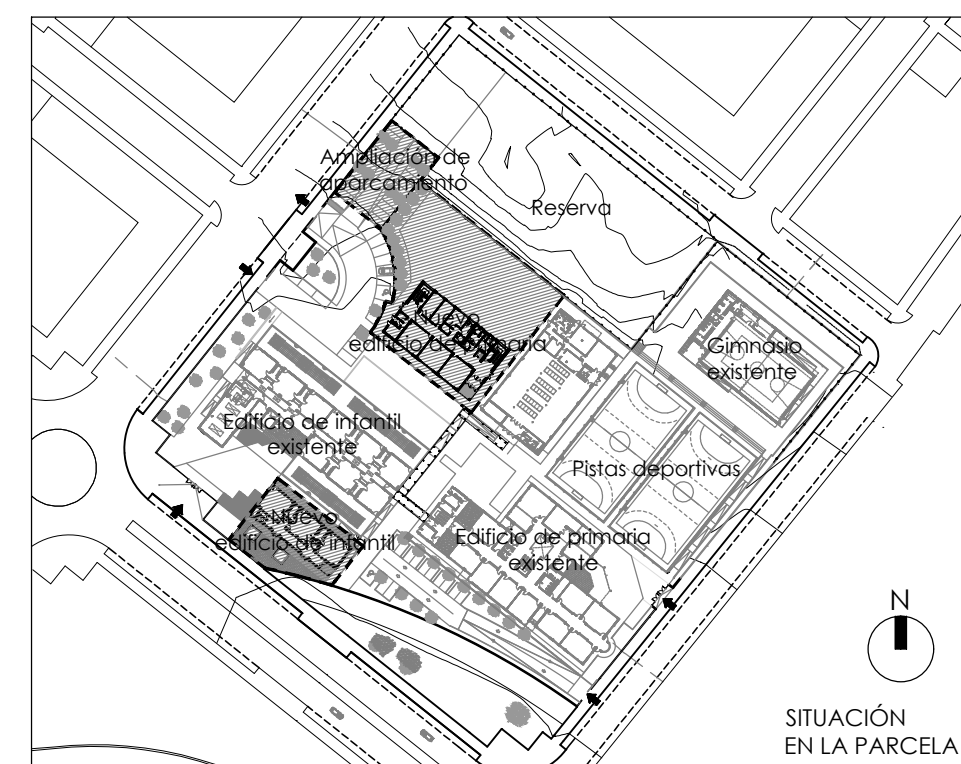 Ampliación de
aparcamiento
Reserva
Nuevo
edificio de primaria
Gimnasio
existente
Edificio de infantil
existente
Pistas deportivas
Nuevo
edificio de infantil
Edificio de primaria
existente
N
SITUACIÓN
EN LA PARCELA